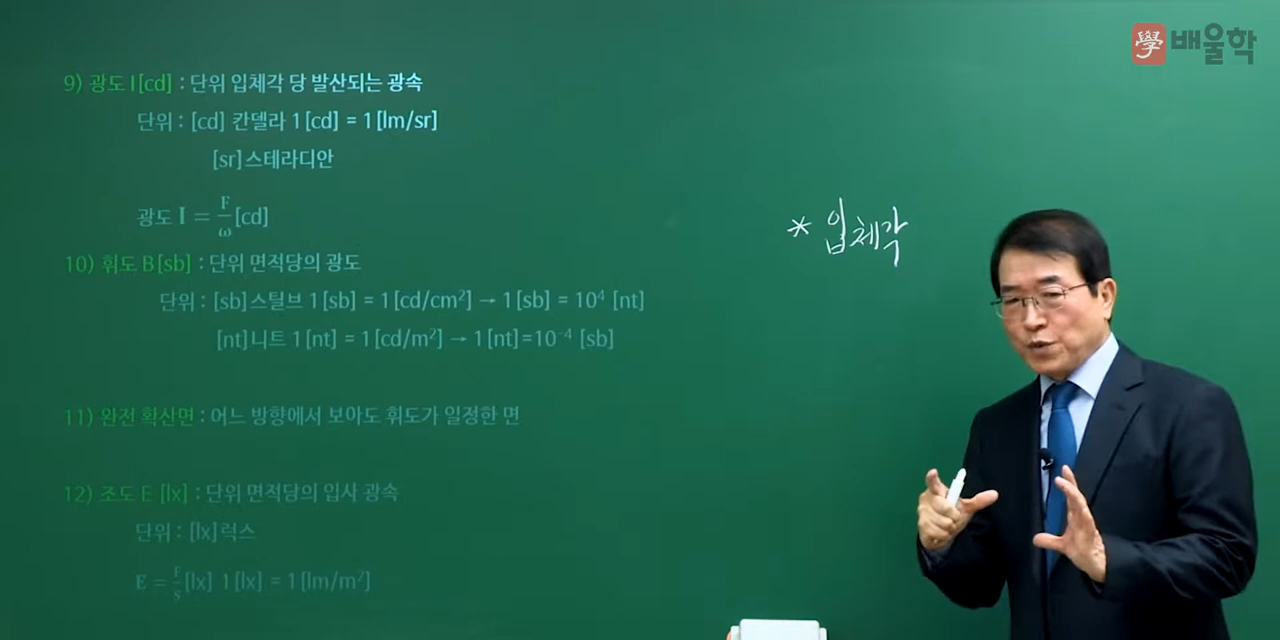 學 배울학
9) 광도 I[cd] : 단위 입체각 당 발산되는 광속
단위 : [cd] 칸델라 1[cd] = 1[lm/sr]
[sr]스테라디안
광도 I = F/ω [cd]
* 입체각
10) 휘도 B[sb] : 단위 면적당의 광도
단위 : [sb]스틸브 1[sb] = 1[cd/cm²] → 1[sb] = 10⁴ [nt]
[nt]니트 1[nt] = 1[cd/m²] → 1[nt]=10⁻⁴ [sb]
11) 완전 확산면 : 어느 방향에서 보아도 휘도가 일정한 면
12) 조도 E [lx] : 단위 면적당의 입사 광속
단위 : [lx]럭스
E = F/S [lx] 1[lx] = 1[lm/m²]